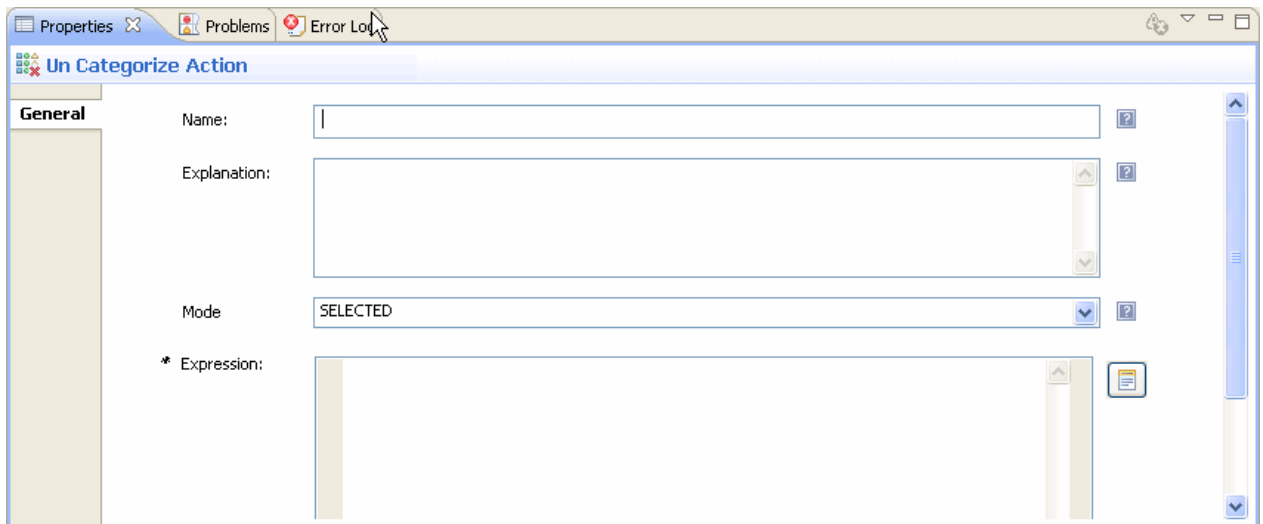 Properties Problems Error Log
Un Categorize Action
General
Name:
Explanation:
Mode SELECTED
* Expression: